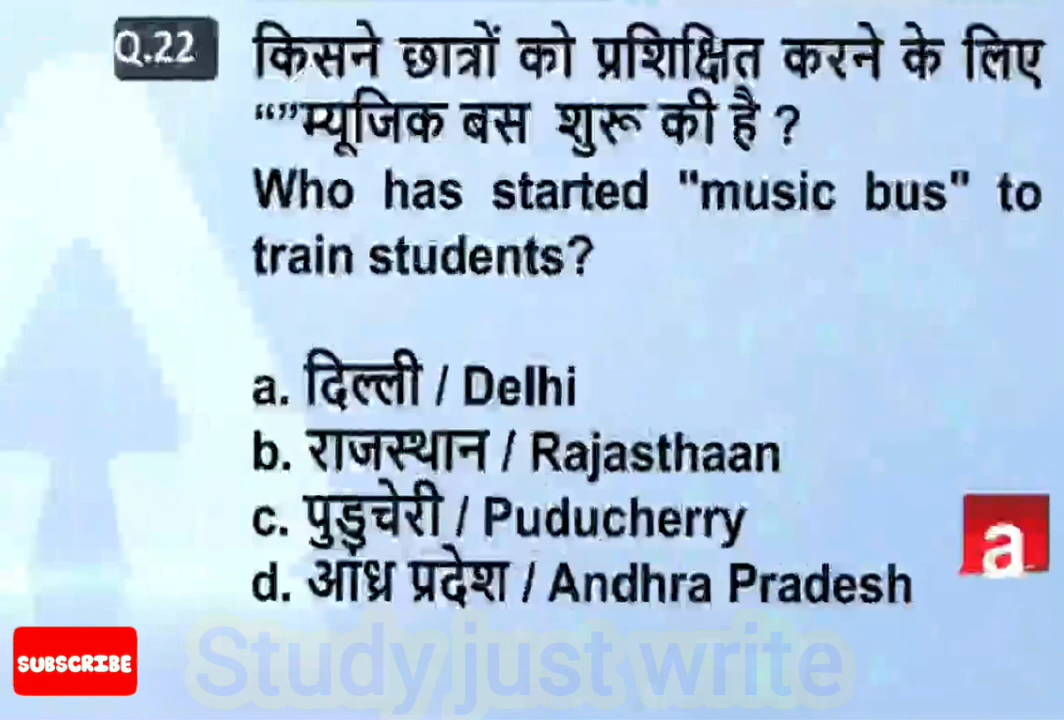 Q.22
किसने छात्रों को प्रशिक्षित करने के लिए
“”म्यूजिक बस शुरू की है ?
Who has started "music bus" to
train students?
a. दिल्ली / Delhi
b. राजस्थान / Rajasthaan
c. पुडुचेरी / Puducherry
d. आंध्र प्रदेश / Andhra Pradesh
a
SUBSCRIBE
Study just write